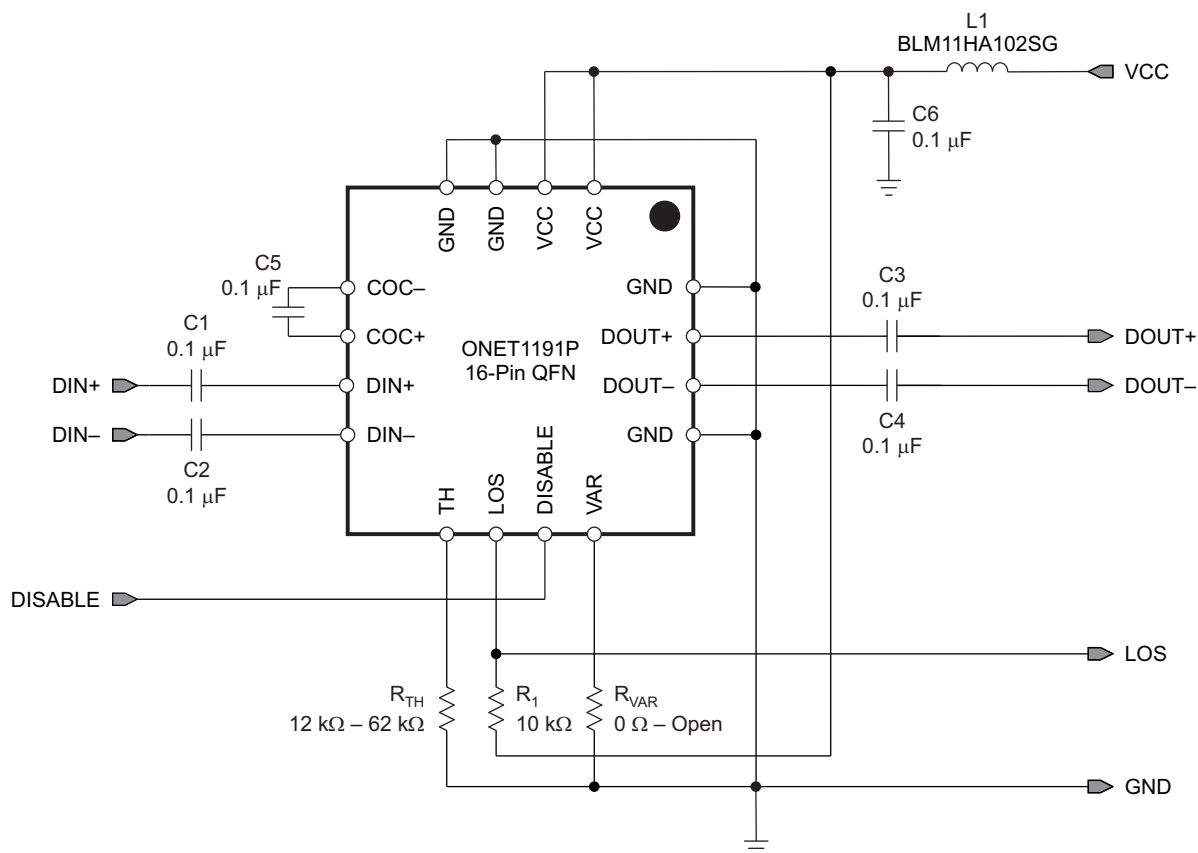 L1
BLM11HA102SG
VCC
C6
0.1 μF
GND
GND
VCC
VCC
C5
0.1 μF
COC–
COC+
C1
0.1 μF
DIN+
DIN+
DIN–
DIN–
C2
0.1 μF
ONET1191P
16-Pin QFN
GND
DOUT+
DOUT–
GND
C3
0.1 μF
DOUT+
DOUT–
C4
0.1 μF
TH
LOS
DISABLE
VAR
DISABLE
LOS
RTH
12 kΩ – 62 kΩ
R1
10 kΩ
RVAR
0 Ω – Open
GND